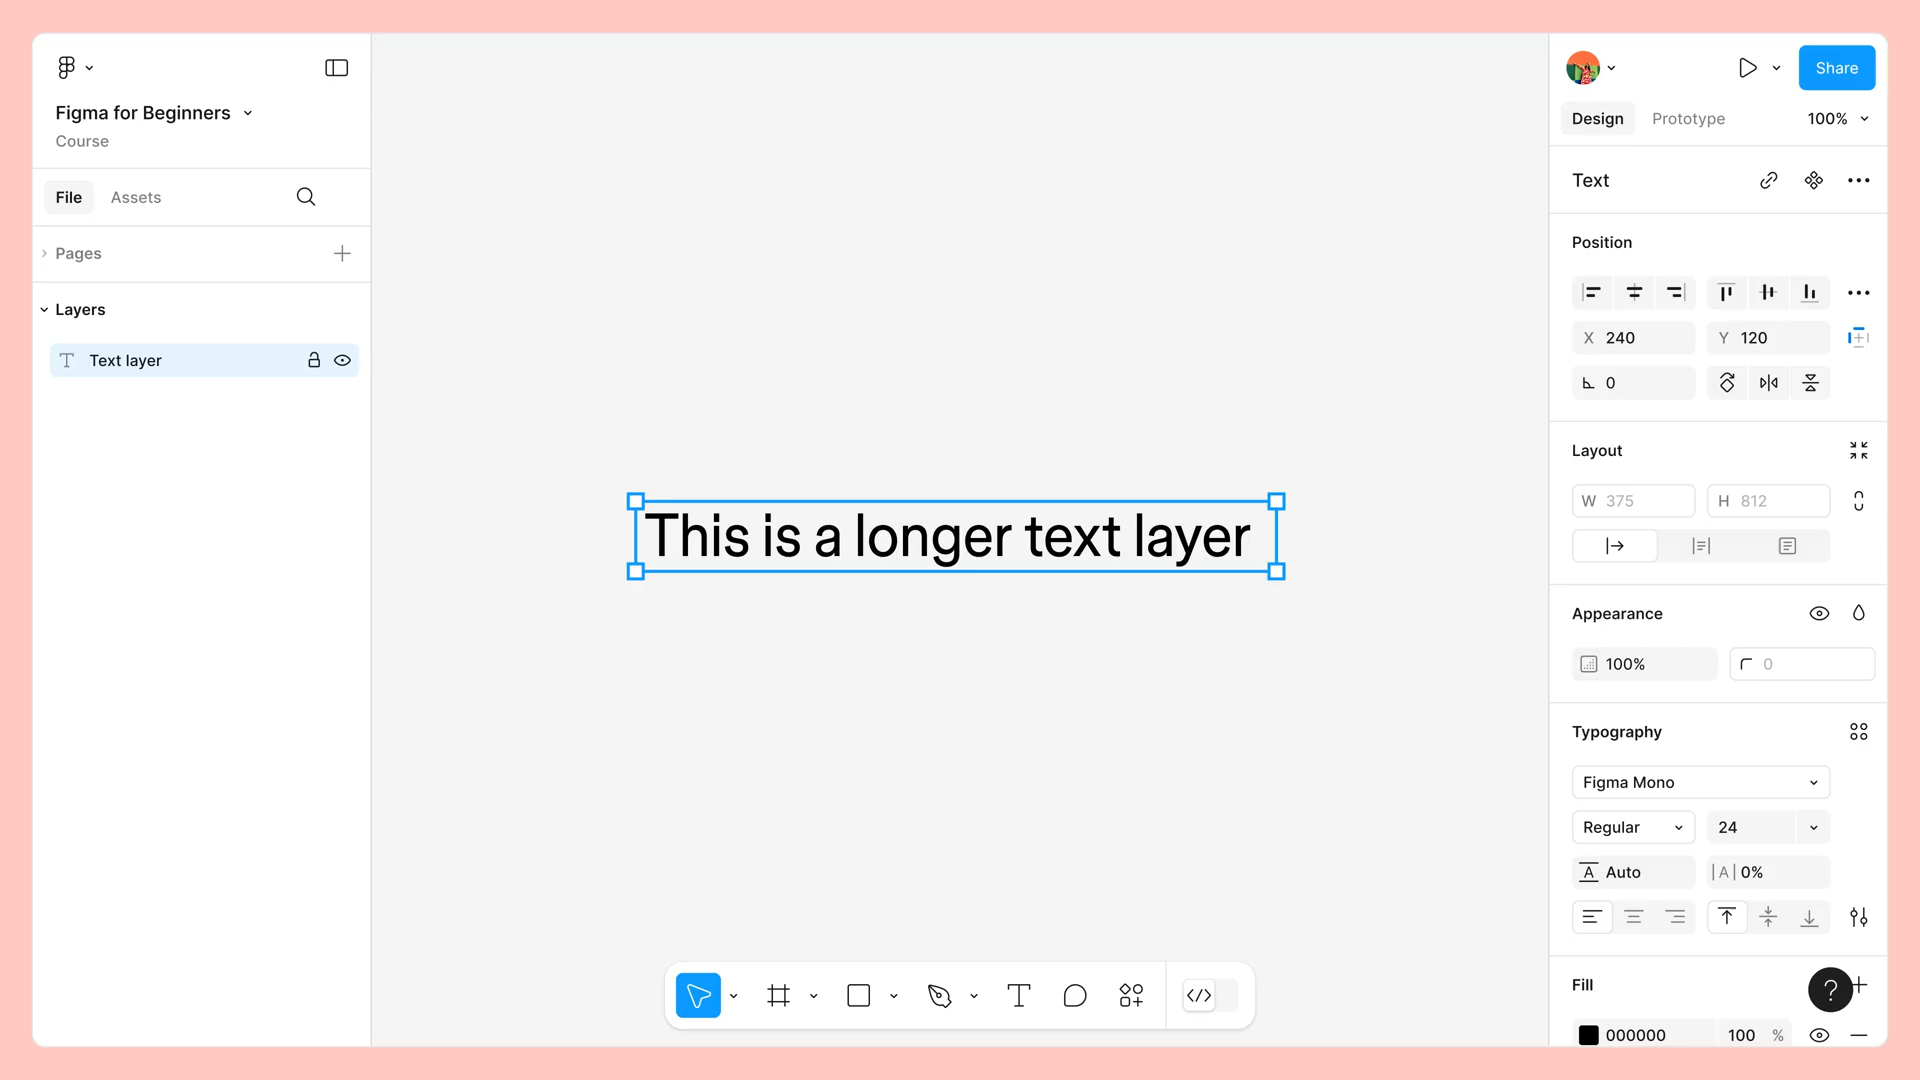 Figma for Beginners
Course
File Assets
Pages
Layers
Text layer
This is a longer text layer
Share
Design Prototype 100%
Text
Position
X 240 Y 120
0
Layout
W 375 H 812
Appearance
100% 0
Typography
Figma Mono
Regular 24
A Auto |A| 0%
Fill
?
000000 100 %